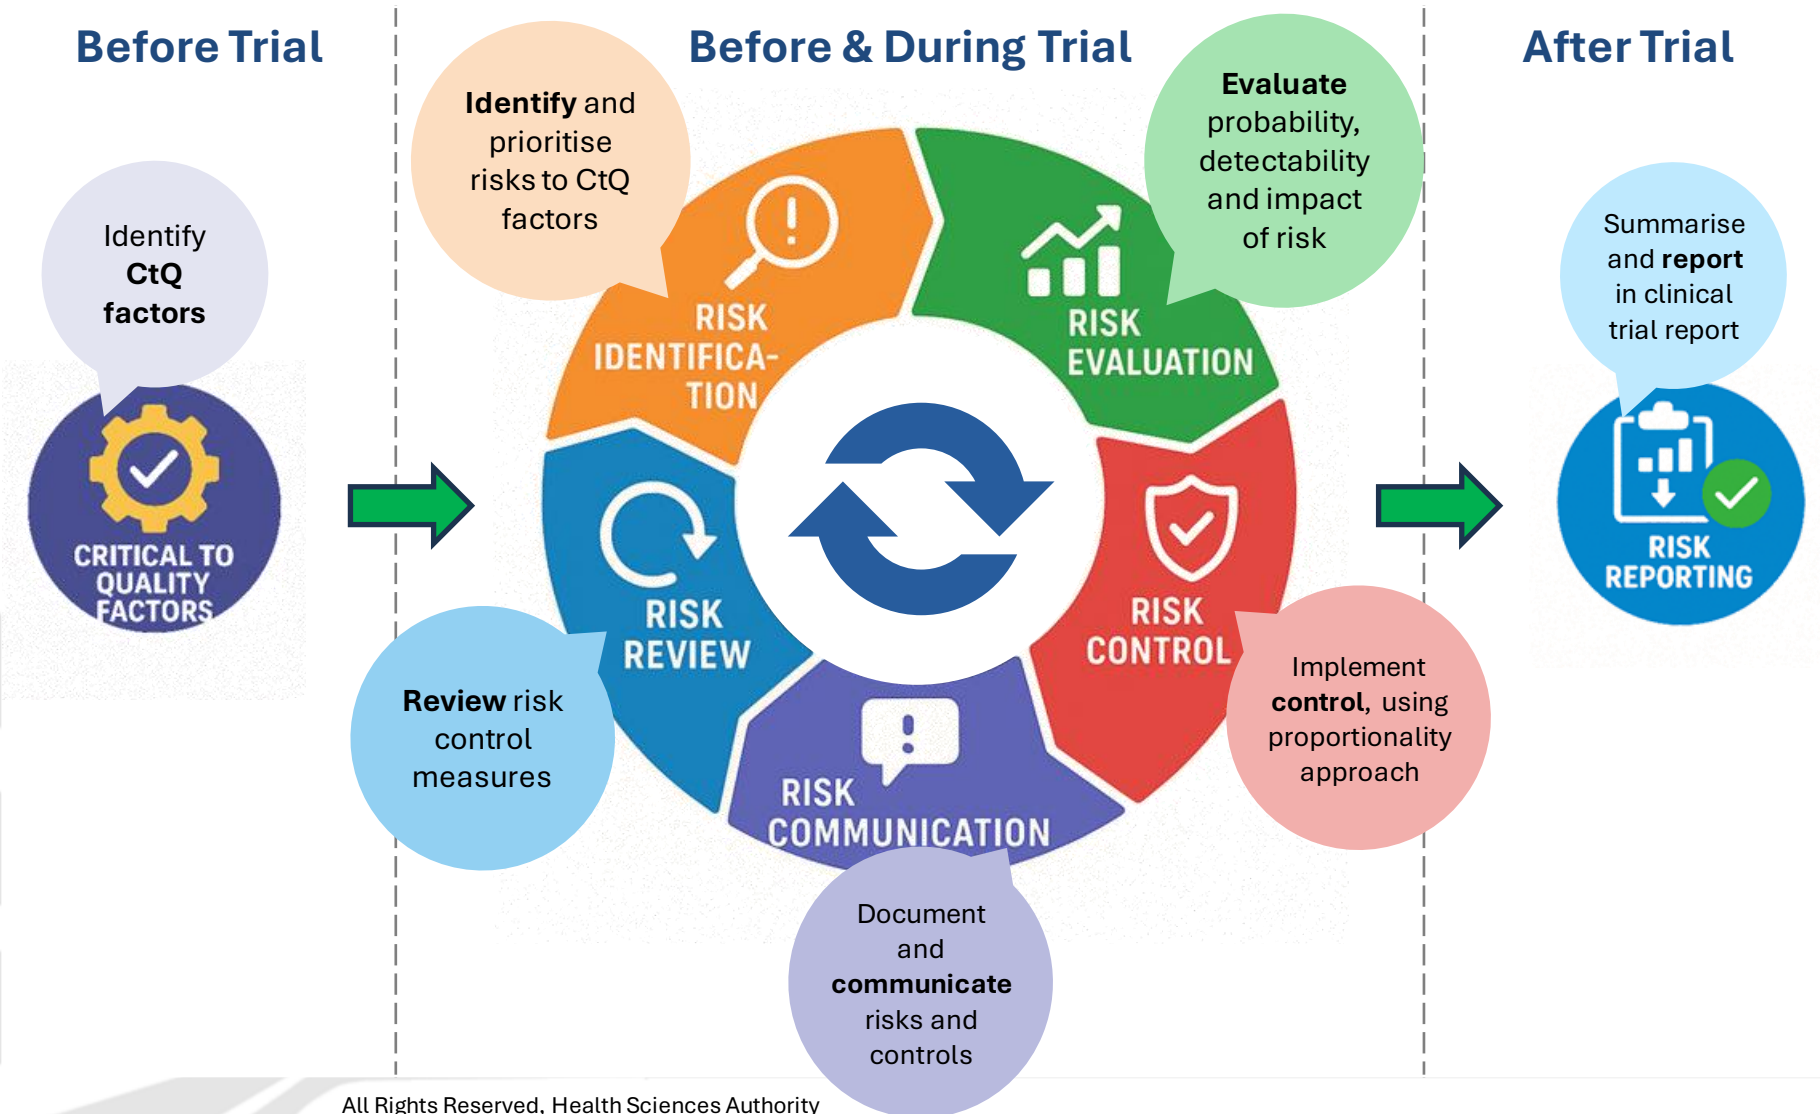 Before Trial
Before & During Trial
After Trial
Identify
CtQ
factors
CRITICAL TO
QUALITY
FACTORS
Identify and
prioritise
risks to CtQ
factors
RISK
IDENTIFICA-
TION
Evaluate
probability,
detectability
and impact
of risk
RISK
EVALUATION
RISK
CONTROL
Implement
control, using
proportionality
approach
RISK
COMMUNICATION
Document
and
communicate
risks and
controls
RISK
REVIEW
Review risk
control
measures
Summarise
and report
in clinical
trial report
RISK
REPORTING
All Rights Reserved, Health Sciences Authority